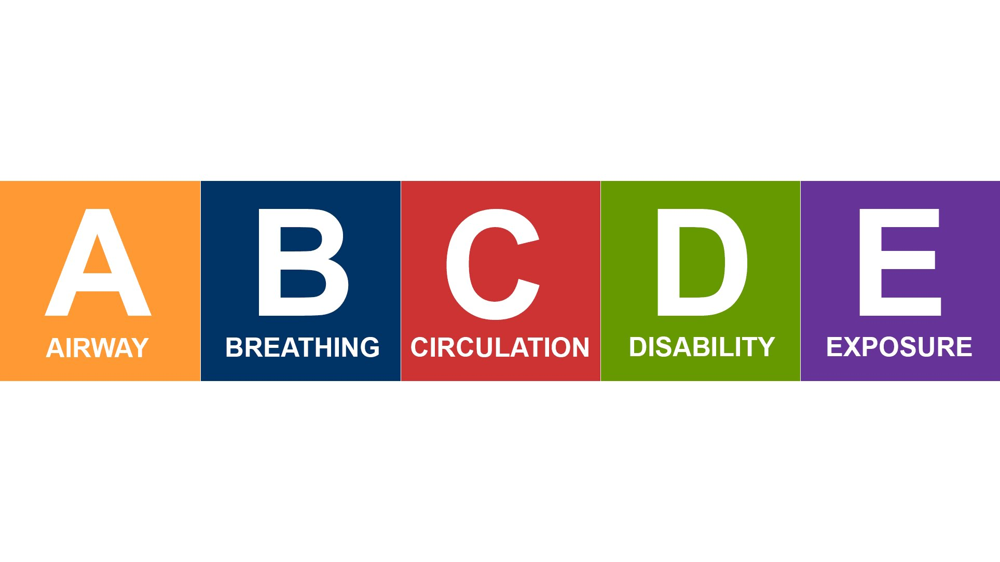 A B C D E
AIRWAY BREATHING CIRCULATION DISABILITY EXPOSURE